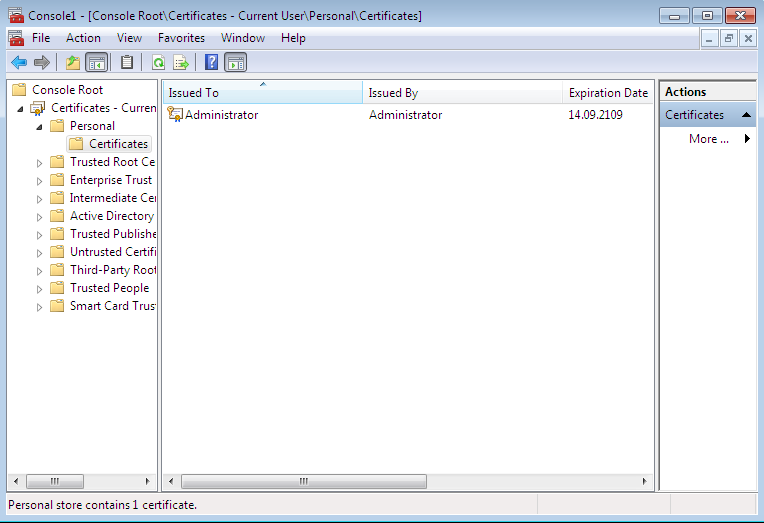 Console1 - [Console Root\Certificates - Current User\Personal\Certificates]
File Action View Favorites Window Help
Console Root
Certificates - Curren
Personal
Certificates
Trusted Root Ce
Enterprise Trust
Intermediate Cer
Active Directory
Trusted Publishe
Untrusted Certifi
Third-Party Root
Trusted People
Smart Card Trus
Issued To Issued By Expiration Date
Administrator Administrator 14.09.2109
Actions
Certificates
More ...
Personal store contains 1 certificate.